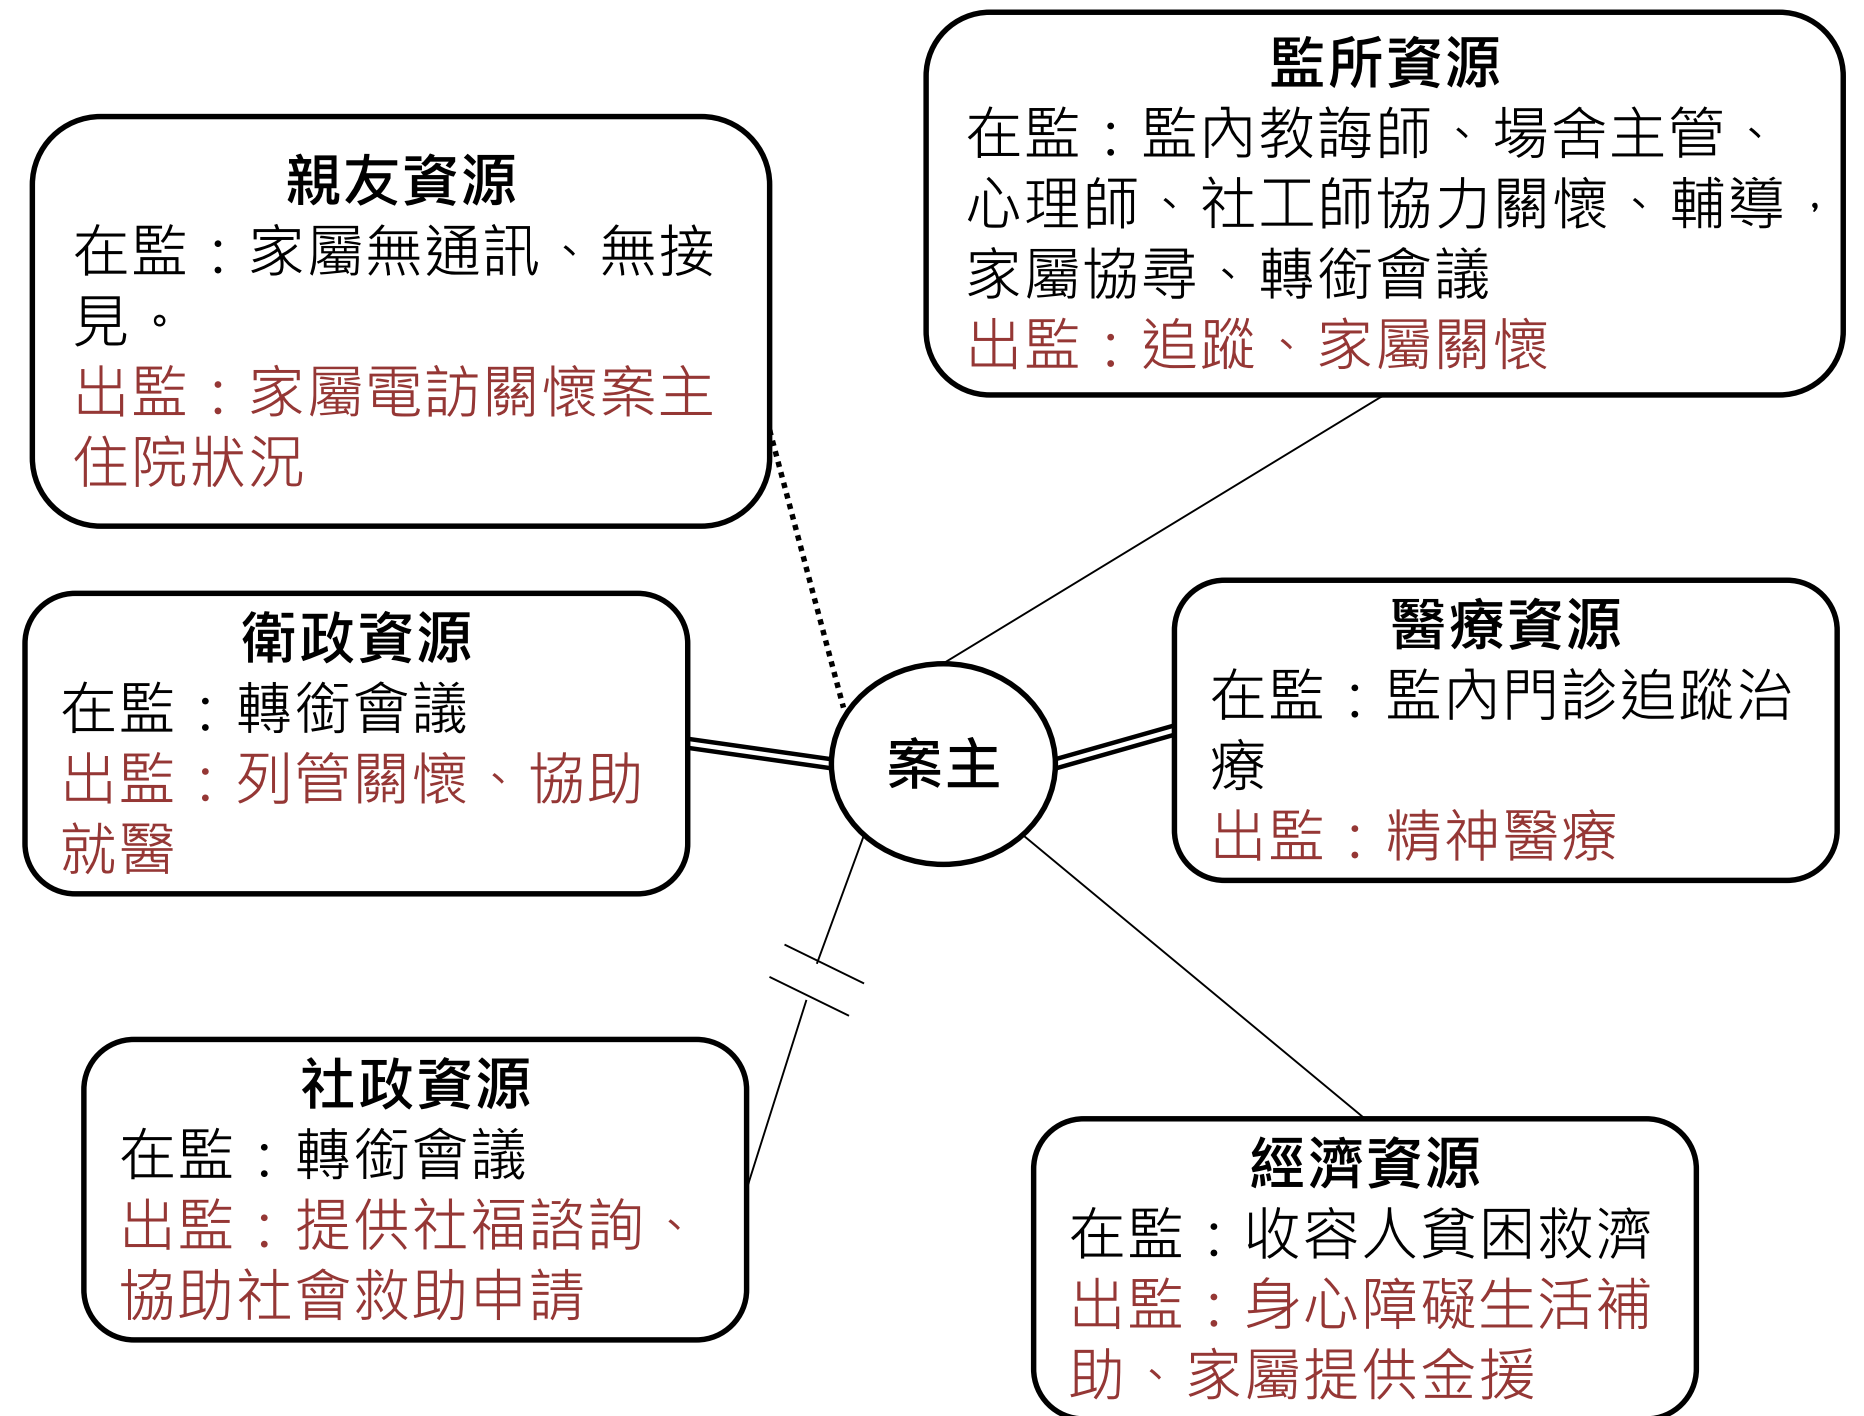 監所資源
在監：監內教誨師、場舍主管、
心理師、社工師協力關懷、輔導，
家屬協尋、轉銜會議
出監：追蹤、家屬關懷
親友資源
在監：家屬無通訊、無接
見。
出監：家屬電訪關懷案主
住院狀況
衛政資源
在監：轉銜會議
出監：列管關懷、協助
就醫
醫療資源
在監：監內門診追蹤治
療
出監：精神醫療
案主
社政資源
在監：轉銜會議
出監：提供社福諮詢、
協助社會救助申請
經濟資源
在監：收容人貧困救濟
出監：身心障礙生活補
助、家屬提供金援